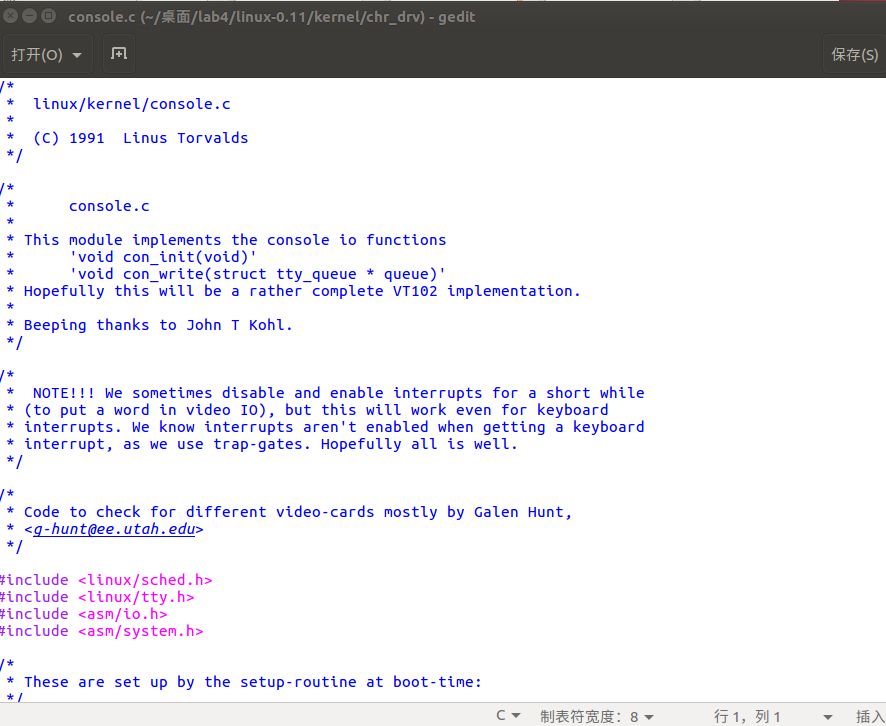 console.c (~/桌面/lab4/linux-0.11/kernel/chr_drv) - gedit
打开(O)
保存(S)
/*
 *  linux/kernel/console.c
 *
 *  (C) 1991  Linus Torvalds
 */
/*
 *      console.c
 *
 * This module implements the console io functions
 *      'void con_init(void)'
 *      'void con_write(struct tty_queue * queue)'
 * Hopefully this will be a rather complete VT102 implementation.
 *
 * Beeping thanks to John T Kohl.
 */
/*
 *  NOTE!!! We sometimes disable and enable interrupts for a short while
 * (to put a word in video IO), but this will work even for keyboard
 * interrupts. We know interrupts aren't enabled when getting a keyboard
 * interrupt, as we use trap-gates. Hopefully all is well.
 */
/*
 * Code to check for different video-cards mostly by Galen Hunt,
 * <g-hunt@ee.utah.edu>
 */
#include <linux/sched.h>
#include <linux/tty.h>
#include <asm/io.h>
#include <asm/system.h>
/*
 * These are set up by the setup-routine at boot-time:
 */
C
制表符宽度: 8
行 1, 列 1
插入